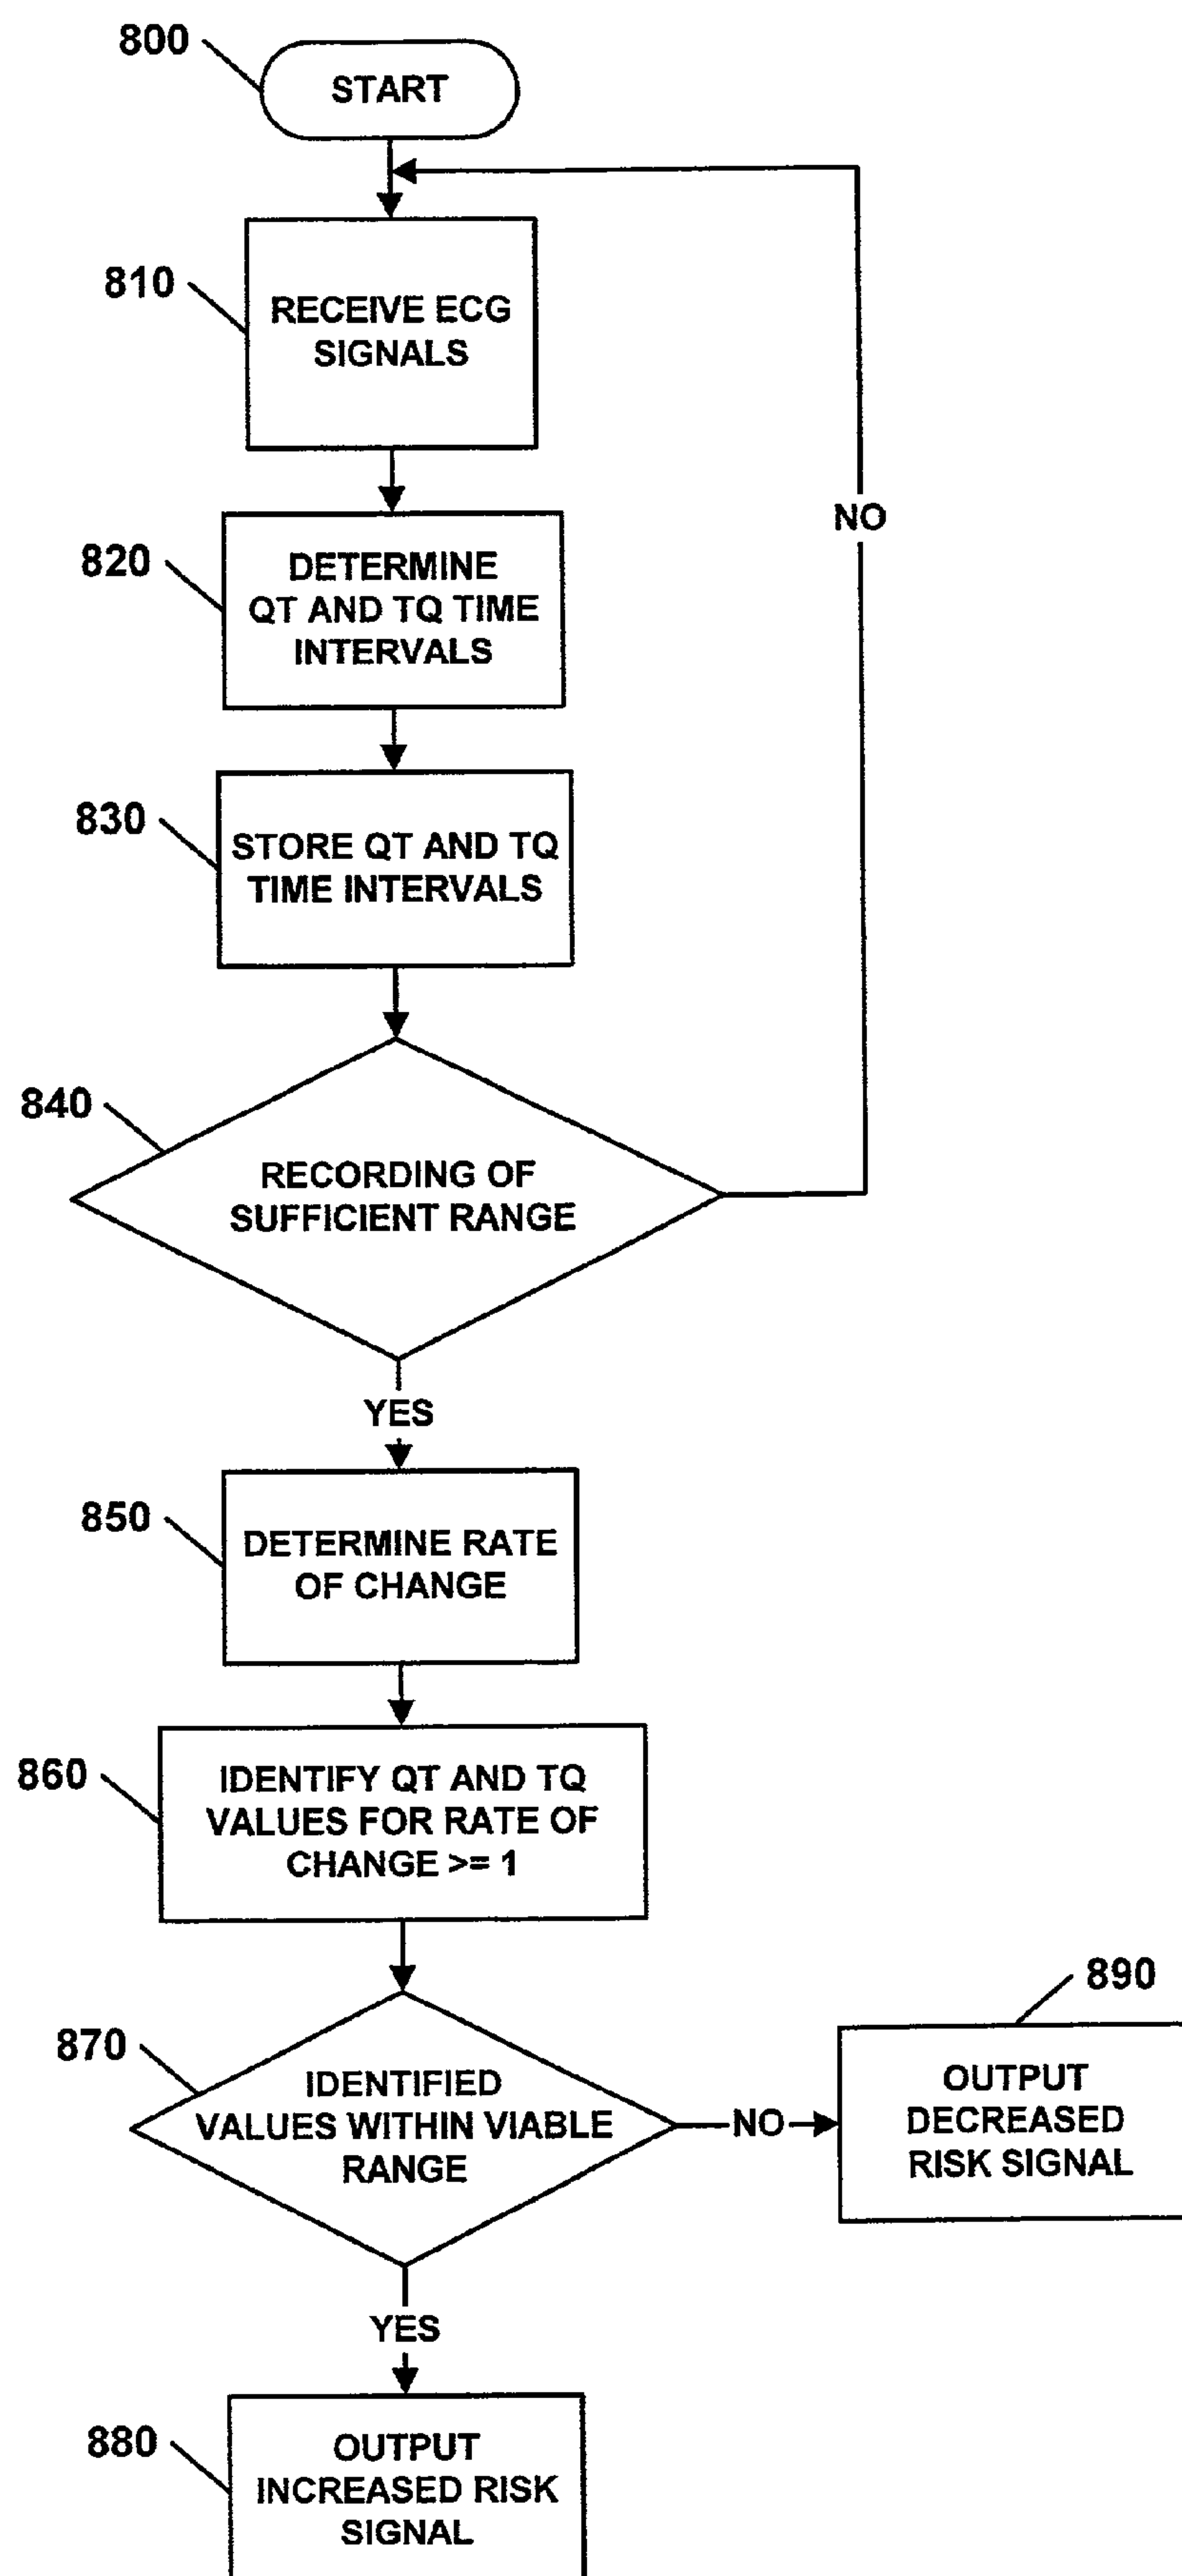 800
START
810
RECEIVE ECG
SIGNALS
NO
820
DETERMINE
QT AND TQ TIME
INTERVALS
830
STORE QT AND TQ
TIME INTERVALS
840
RECORDING OF
SUFFICIENT RANGE
YES
850
DETERMINE RATE
OF CHANGE
860
IDENTIFY QT AND TQ
VALUES FOR RATE OF
CHANGE >= 1
870
IDENTIFIED
VALUES WITHIN VIABLE
RANGE
NO
890
OUTPUT
DECREASED
RISK SIGNAL
YES
880
OUTPUT
INCREASED RISK
SIGNAL